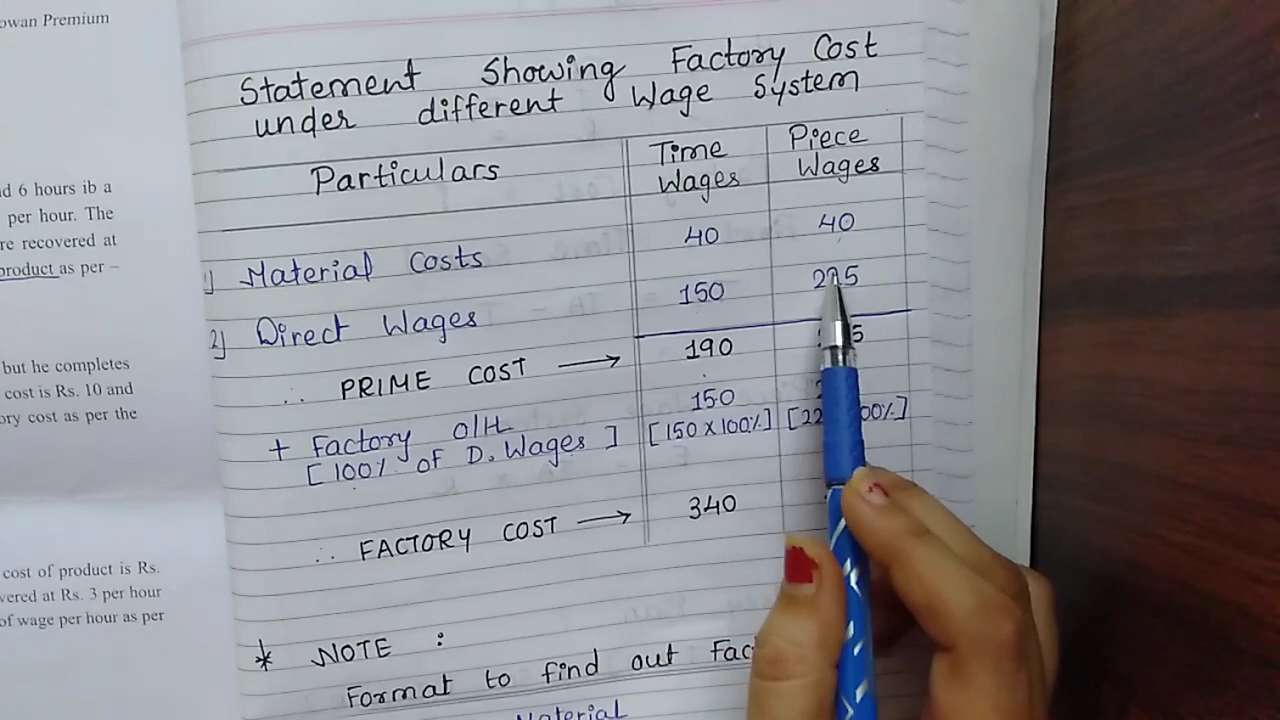 owan Premium
d 6 hours ib a
per hour. The
re recovered at
product as per –
but he completes
cost is Rs. 10 and
ory cost as per the
cost of product is Rs.
vered at Rs. 3 per hour
of wage per hour as per
Statement Showing Factory Cost
under different Wage System
Particulars Time Wages Piece Wages
1) Material Costs 40 40
2) Direct Wages 150 225
∴ PRIME COST → 190
+ Factory O/H 150
[100% OF D. Wages] [150 X 100%]
∴ FACTORY COST → 340
* NOTE :
Format to find out
Material